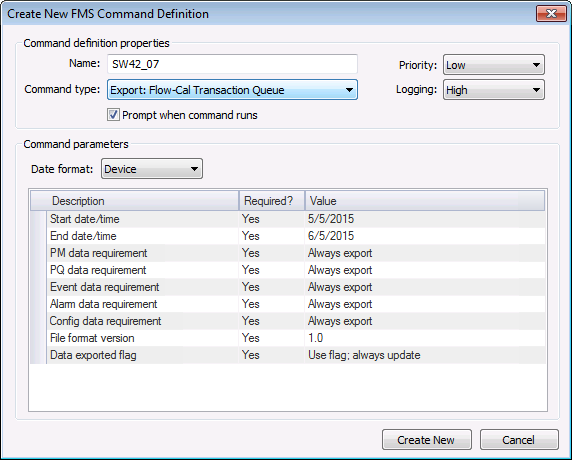 Create New FMS Command Definition
Command definition properties
Name: SW42_07 Priority: Low
Command type: Export: Flow-Cal Transaction Queue Logging: High
Prompt when command runs
Command parameters
Date format: Device
Description Required? Value
Start date/time Yes 5/5/2015
End date/time Yes 6/5/2015
PM data requirement Yes Always export
PQ data requirement Yes Always export
Event data requirement Yes Always export
Alarm data requirement Yes Always export
Config data requirement Yes Always export
File format version Yes 1.0
Data exported flag Yes Use flag; always update
Create New Cancel